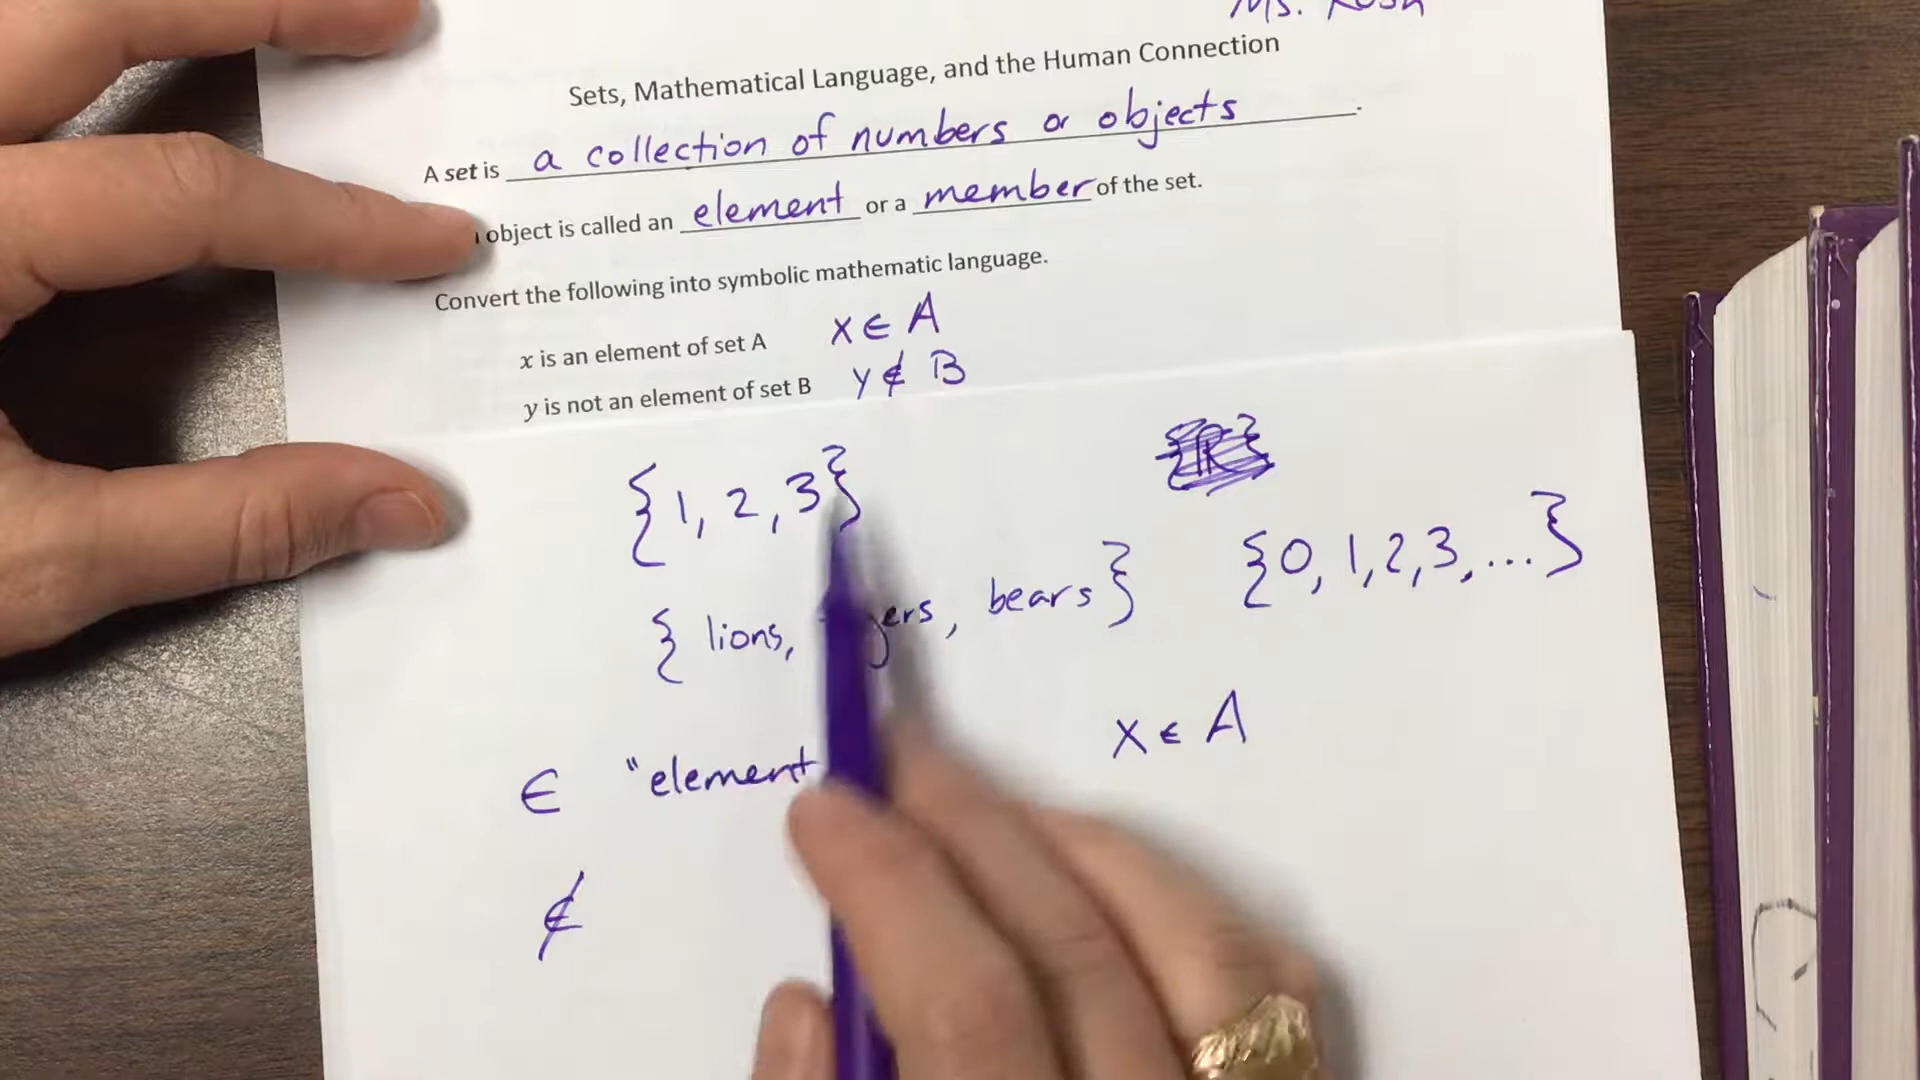 Ms.
Sets, Mathematical Language, and the Human Connection
A set is a collection of numbers or objects.
object is called an element or a member of the set.
Convert the following into symbolic mathematic language.
x is an element of set A x ∈ A
y is not an element of set B y ∉ B
{1, 2, 3}
{ℝ}
{0, 1, 2, 3, ...}
{ lions, bears}
x ∈ A
∈ "element
∉